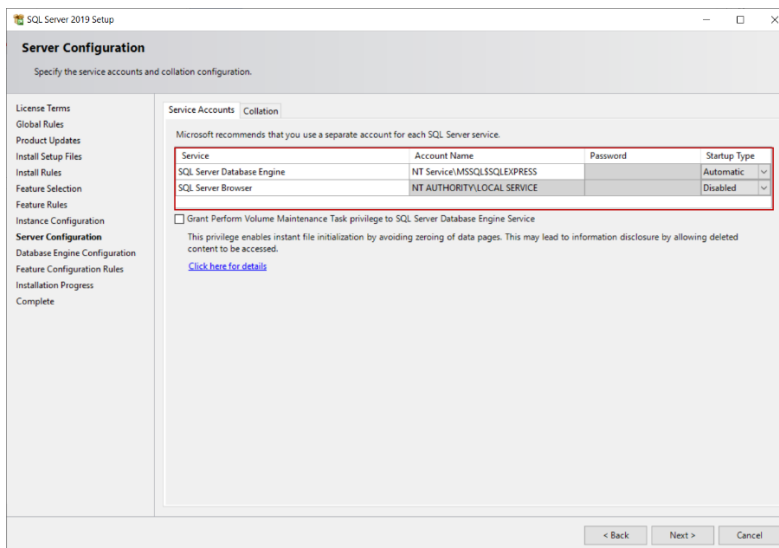 SQL Server 2019 Setup
Server Configuration
Specify the service accounts and collation configuration.
License Terms
Global Rules
Product Updates
Install Setup Files
Install Rules
Feature Selection
Feature Rules
Instance Configuration
Server Configuration
Database Engine Configuration
Feature Configuration Rules
Installation Progress
Complete
Service Accounts Collation
Microsoft recommends that you use a separate account for each SQL Server service.
Service Account Name Password Startup Type
SQL Server Database Engine NT Service\MSSQL$SQLEXPRESS Automatic
SQL Server Browser NT AUTHORITY\LOCAL SERVICE Disabled
Grant Perform Volume Maintenance Task privilege to SQL Server Database Engine Service
This privilege enables instant file initialization by avoiding zeroing of data pages. This may lead to information disclosure by allowing deleted
content to be accessed.
Click here for details
< Back Next > Cancel